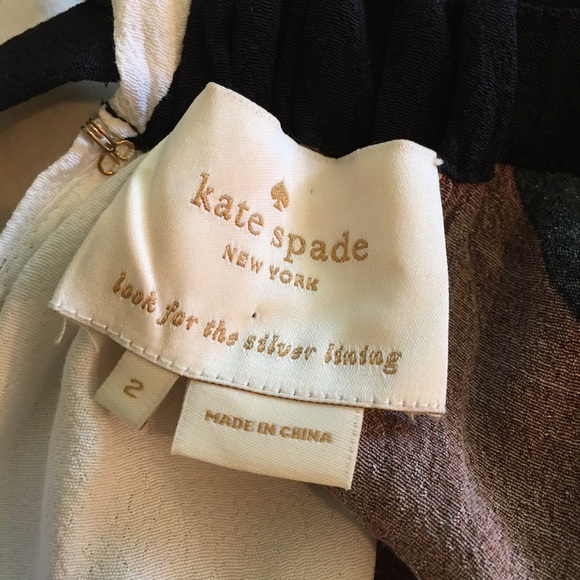 kate spade
NEW YORK
look for the silver lining
2
MADE IN CHINA